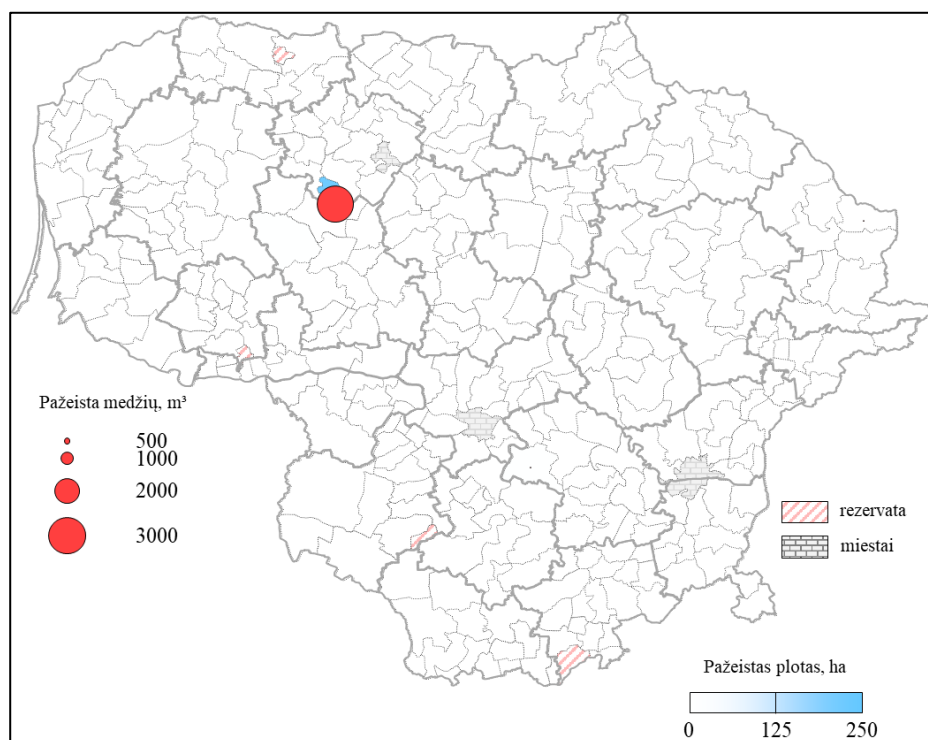 Pažeista medžių, m³
500
1000
2000
3000
rezervata
miestai
Pažeistas plotas, ha
0 125 250